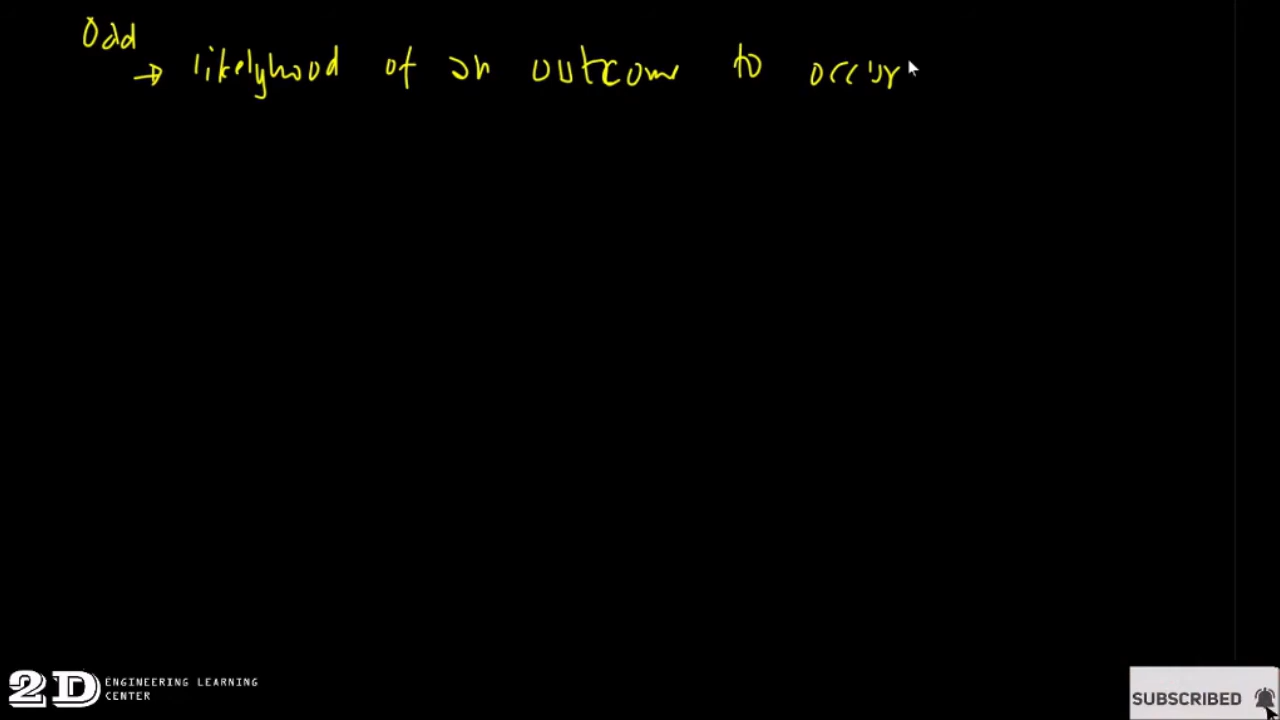 Odd
→ likelyhood of an outcome to occur
2D ENGINEERING LEARNING
CENTER
SUBSCRIBED